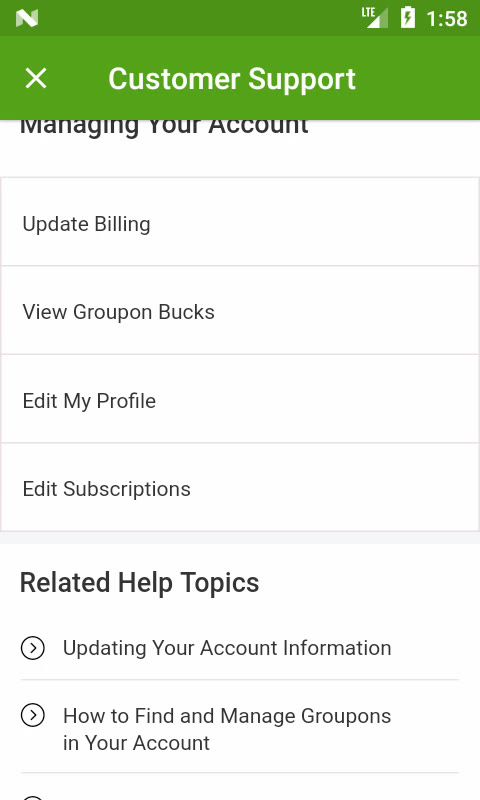 LTE 1:58
Customer Support
Managing Your Account
Update Billing
View Groupon Bucks
Edit My Profile
Edit Subscriptions
Related Help Topics
Updating Your Account Information
How to Find and Manage Groupons
in Your Account